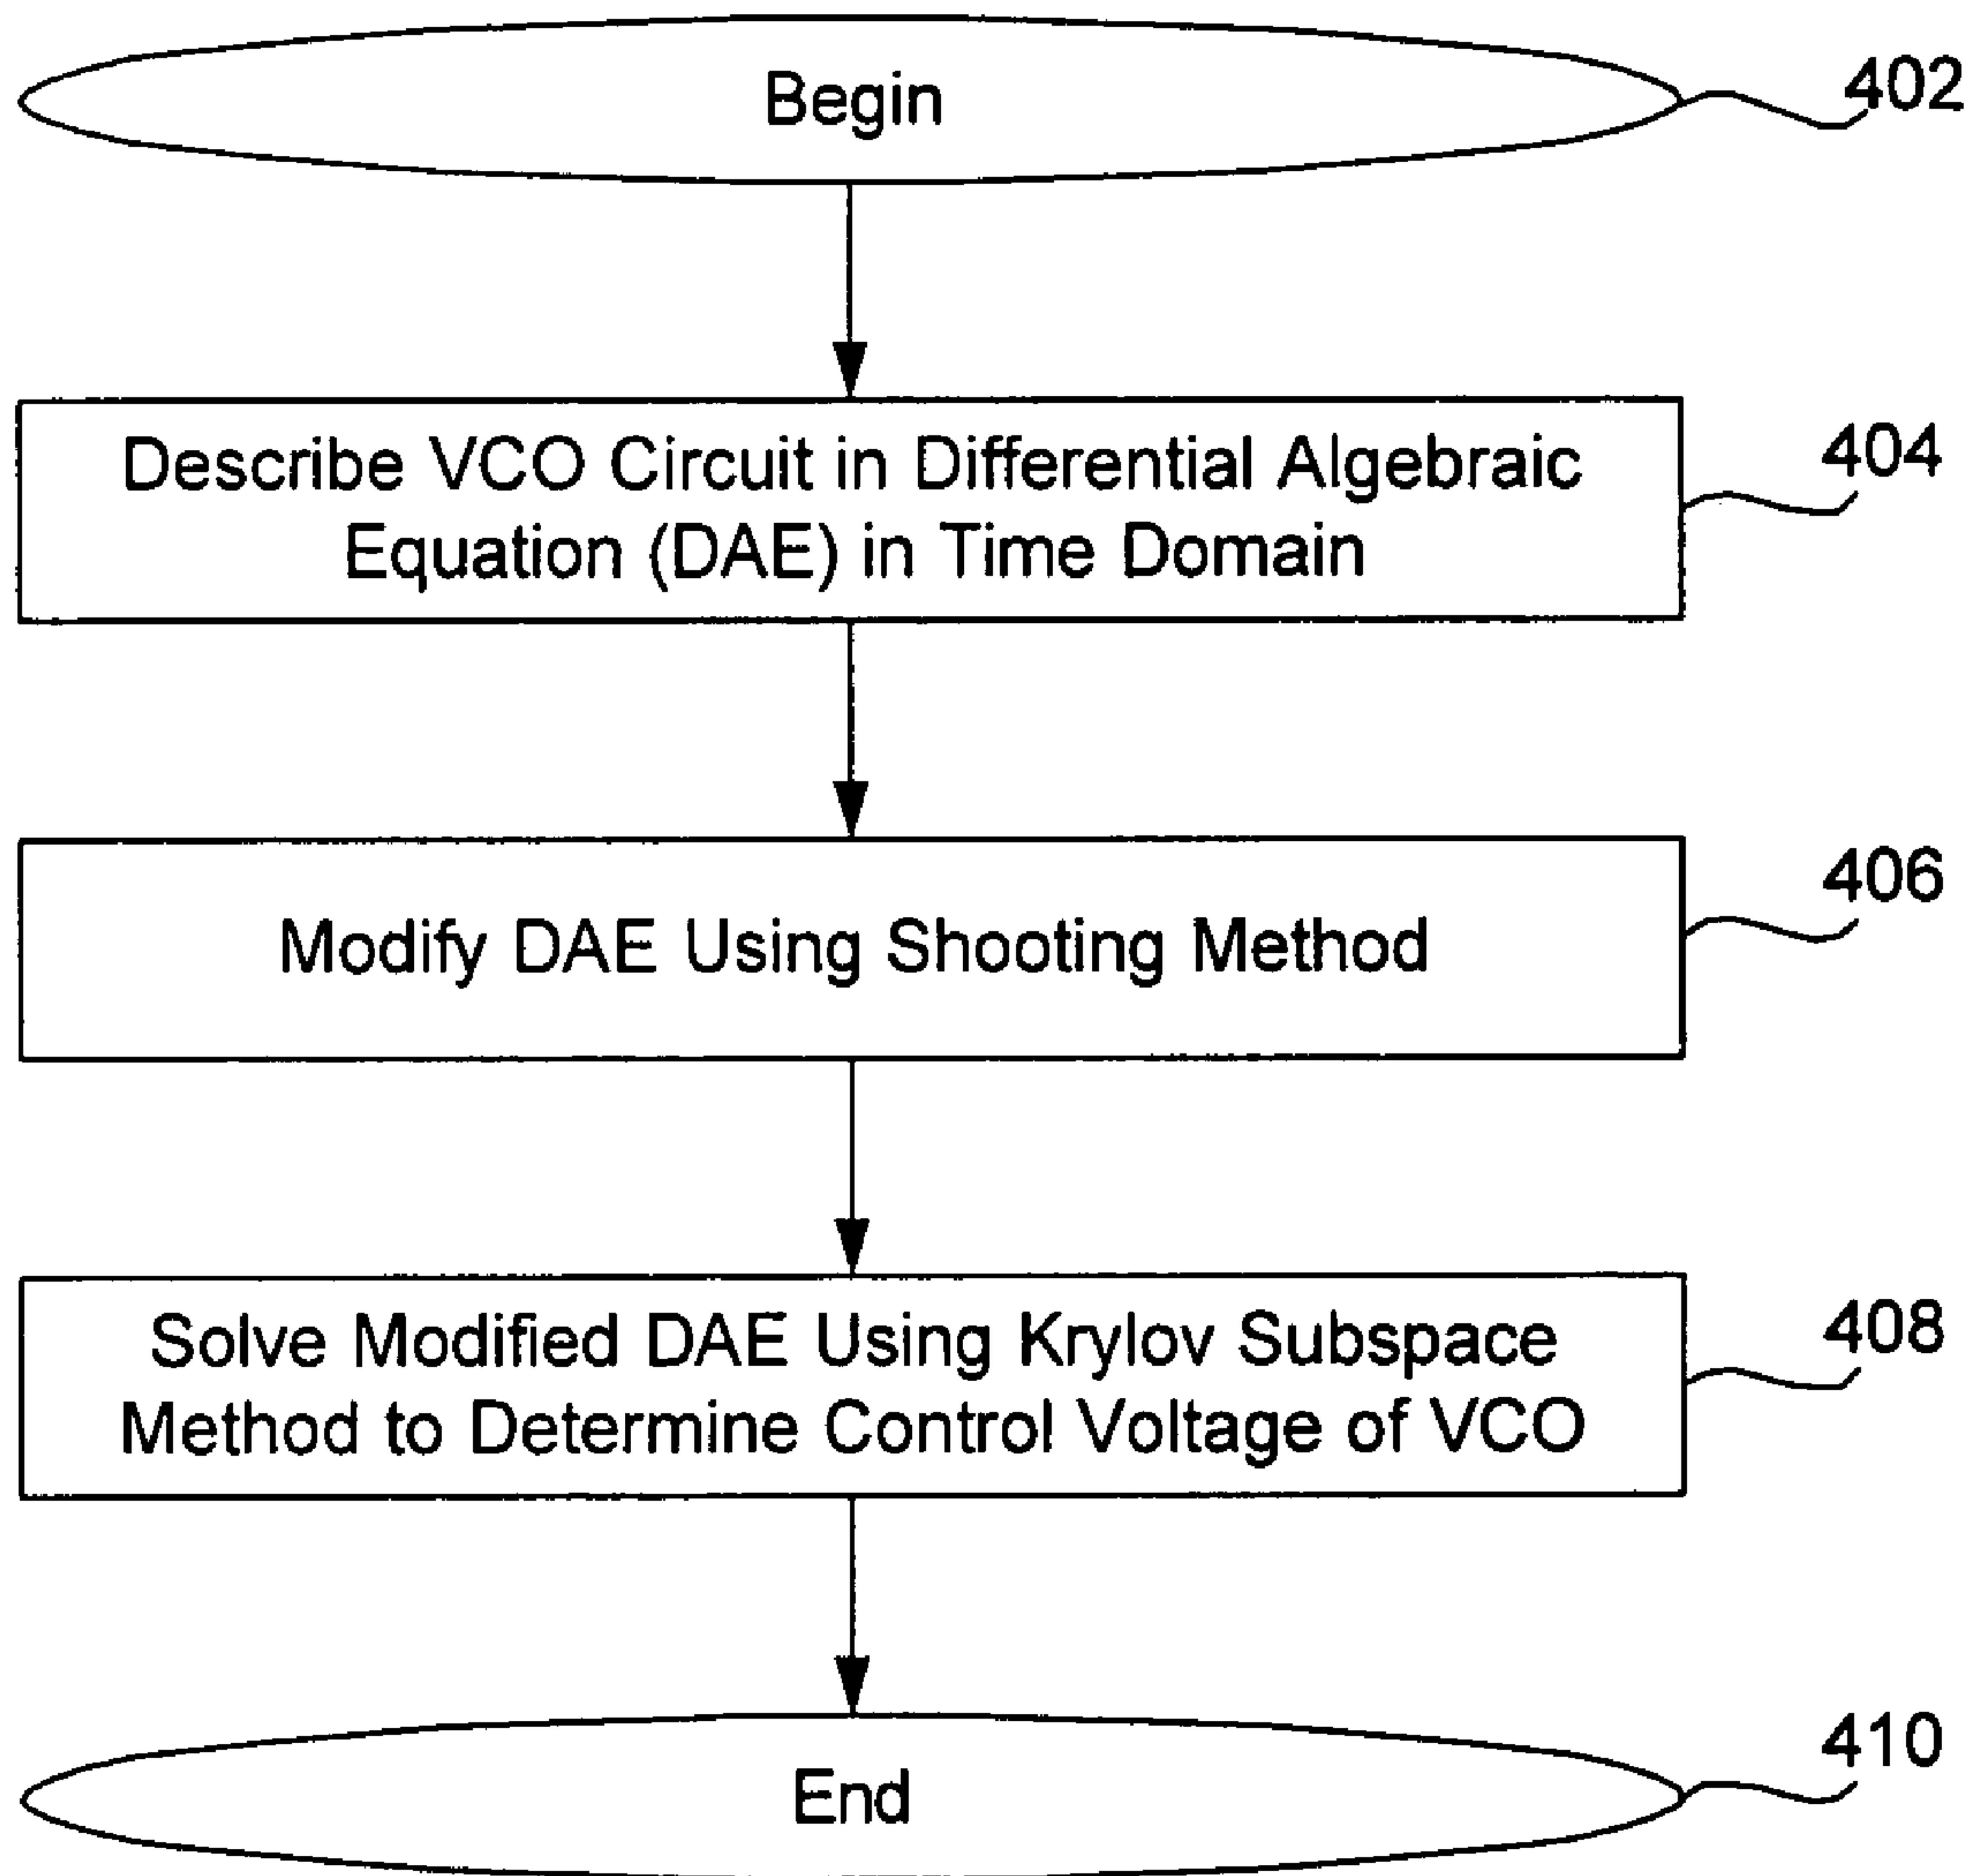 Begin
402
Describe VCO Circuit in Differential Algebraic
Equation (DAE) in Time Domain
404
Modify DAE Using Shooting Method
406
Solve Modified DAE Using Krylov Subspace
Method to Determine Control Voltage of VCO
408
End
410